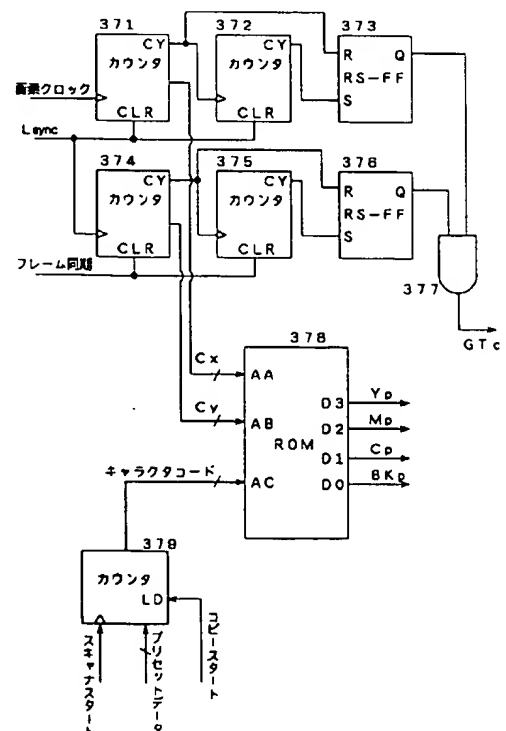 371
372
373
CY
カウンタ
CLR
CY
カウンタ
CLR
R Q
RS-FF
S
画素クロック
Lsync
374
375
376
CY
カウンタ
CLR
CY
カウンタ
R Q
RS-FF
S
フレーム同期
377
GTc
378
Cx
AA
Cy
AB
ROM
キャラクタコード
AC
D3 Yp
D2 Mp
D1 Cp
D0 BKp
379
カウンタ
LD
スキャナスタート
プリセットデータ
コピースタート